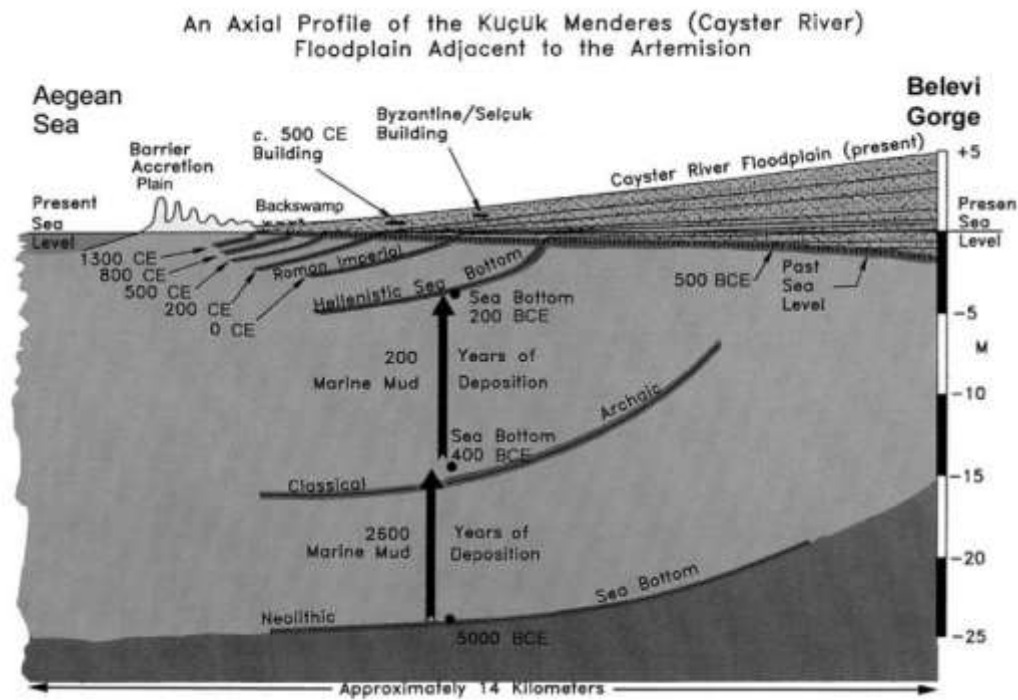 An Axial Profile of the Küçük Menderes (Cayster River)
Floodplain Adjacent to the Artemision
Aegean
Sea
Belevi
Gorge
Byzantine/Selçuk
Building
c. 500 CE
Building
Barrier
Accretion
Plain
Cayster River Floodplain (present)
+5
Present
Sea
Level
Backswamp
Presen
Sea
Level
1300 CE
800 CE
500 CE
200 CE
0 CE
Roman Imperial
Hellenistic Sea Bottom
500 BCE
Past
Sea
Level
Sea Bottom
200 BCE
-5
M
200 Years of
Marine Mud Deposition
-10
Archaic
Sea Bottom
400 BCE
-15
Classical
2600 Years of
Marine Mud Deposition
-20
Sea Bottom
Neolithic
5000 BCE
-25
Approximately 14 Kilometers